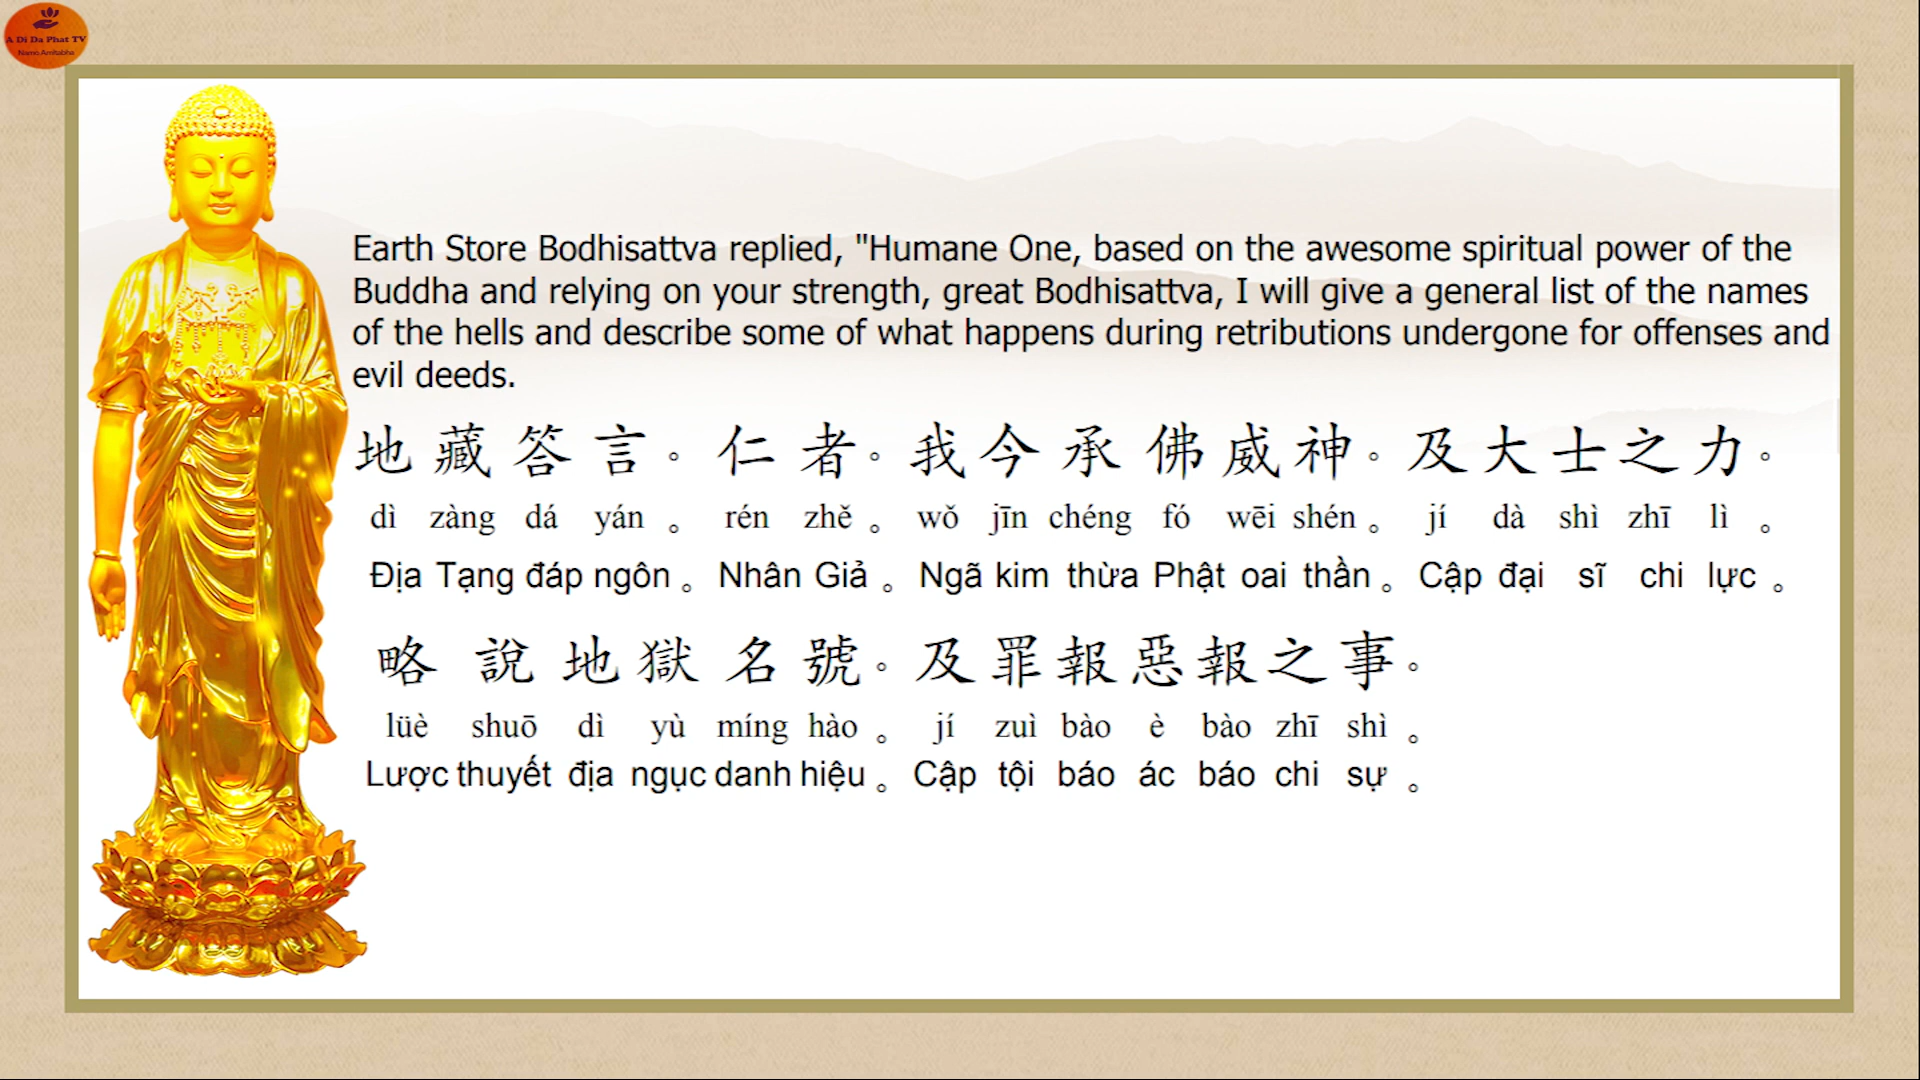 A Di Da Phat TV
Namo Amitabha
Earth Store Bodhisattva replied, "Humane One, based on the awesome spiritual power of the
Buddha and relying on your strength, great Bodhisattva, I will give a general list of the names
of the hells and describe some of what happens during retributions undergone for offenses and
evil deeds.
地藏答言。仁者。我今承佛威神。及大士之力。
dì zàng dá yán 。 rén zhě 。 wǒ jīn chéng fó wēi shén 。 jí dà shì zhī lì 。
Địa Tạng đáp ngôn 。 Nhân Giả 。 Ngã kim thừa Phật oai thần 。 Cập đại sĩ chi lực 。
略說地獄名號。及罪報惡報之事。
lüè shuō dì yù míng hào 。 jí zuì bào è bào zhī shì 。
Lược thuyết địa ngục danh hiệu 。 Cập tội báo ác báo chi sự 。